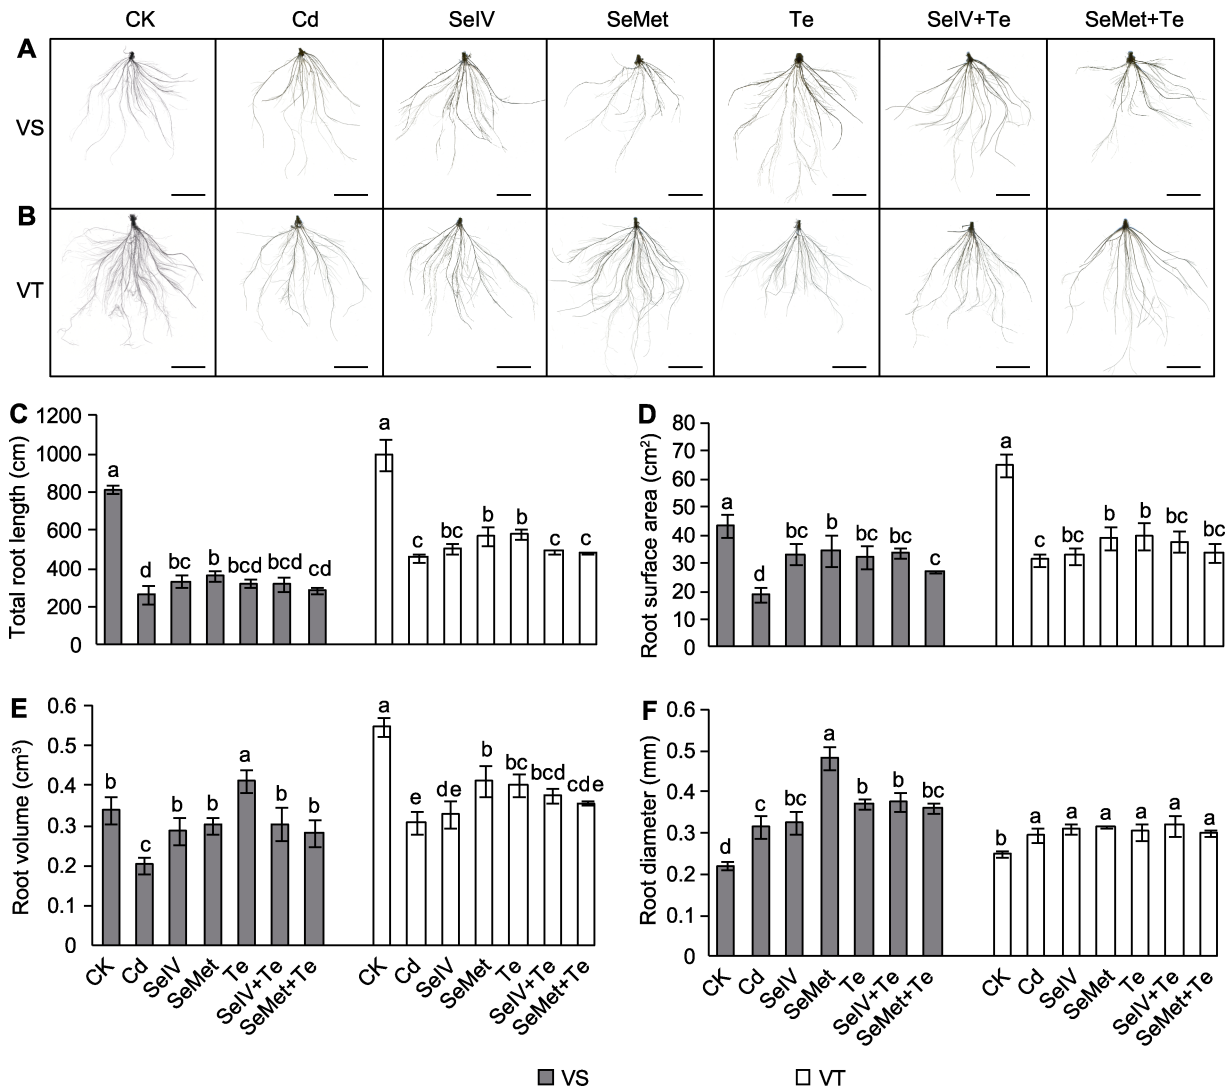 CK Cd SeIV SeMet Te SeIV+Te SeMet+Te
A
VS
B
VT
C
Total root length (cm)
1200
1000
800
600
400
200
0
a d bc b bcd bcd cd
a c bc b b c c
D
Root surface area (cm²)
80
70
60
50
40
30
20
10
0
a d bc b bc bc c
a c bc b b bc bc
E
Root volume (cm³)
0.6
0.5
0.4
0.3
0.2
0.1
0
b c b b a b b
a e de b bc bcd cde
CK Cd SeIV SeMet Te SeIV+Te SeMet+Te
CK Cd SeIV SeMet Te SeIV+Te SeMet+Te
F
Root diameter (mm)
0.6
0.5
0.4
0.3
0.2
0.1
0
d c bc a b b bc
b a a a a a a
CK Cd SeIV SeMet Te SeIV+Te SeMet+Te
CK Cd SeIV SeMet Te SeIV+Te SeMet+Te
VS VT